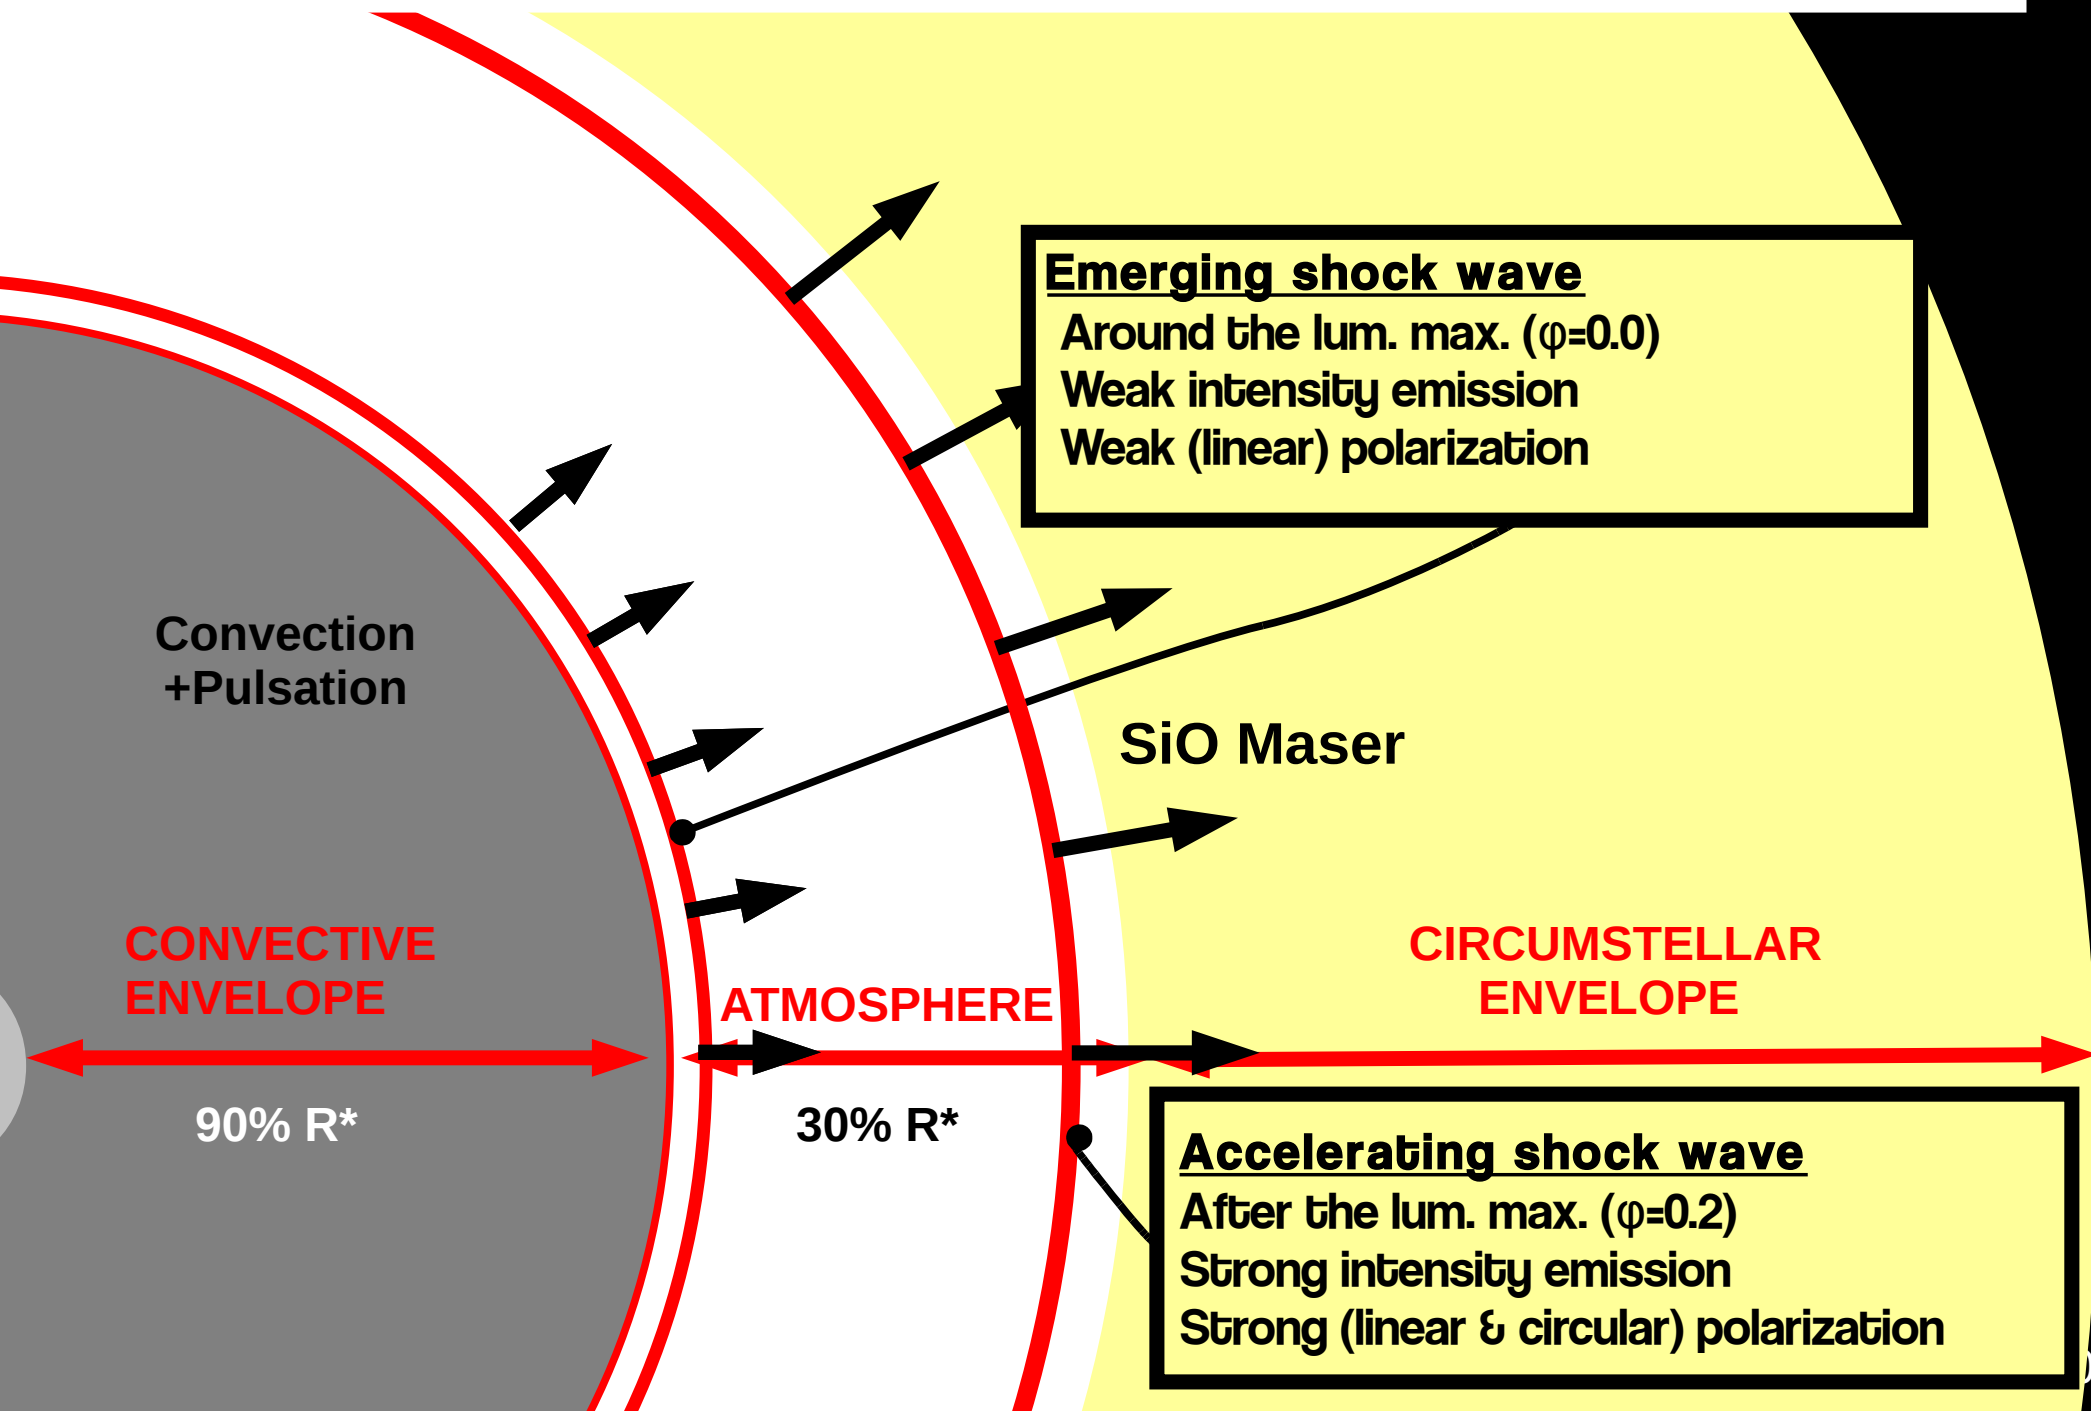 Emerging shock wave
Around the lum. max. (φ=0.0)
Weak intensity emission
Weak (linear) polarization
Convection
+Pulsation
SiO Maser
CONVECTIVE
ENVELOPE
ATMOSPHERE
CIRCUMSTELLAR
ENVELOPE
90% R*
30% R*
Accelerating shock wave
After the lum. max. (φ=0.2)
Strong intensity emission
Strong (linear & circular) polarization